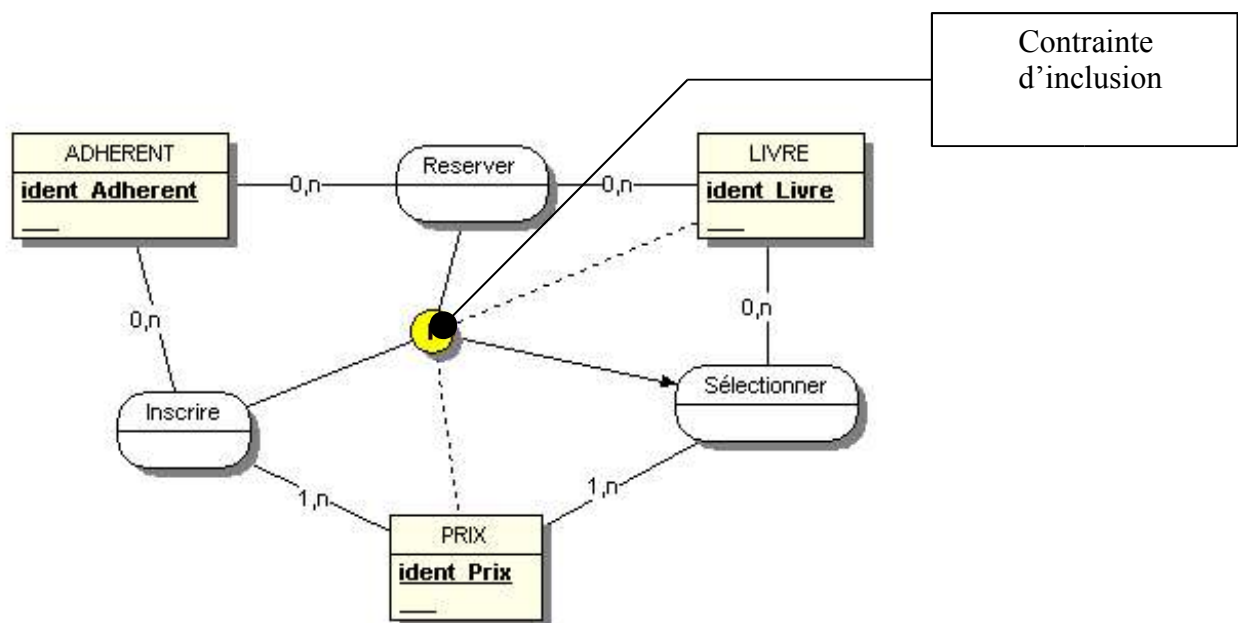 Contrainte
d'inclusion
ADHERENT
ident_Adherent
Reserver
LIVRE
ident_Livre
0,n
0,n
0,n
0,n
Inscrire
Sélectionner
1,n
1,n
PRIX
ident_Prix